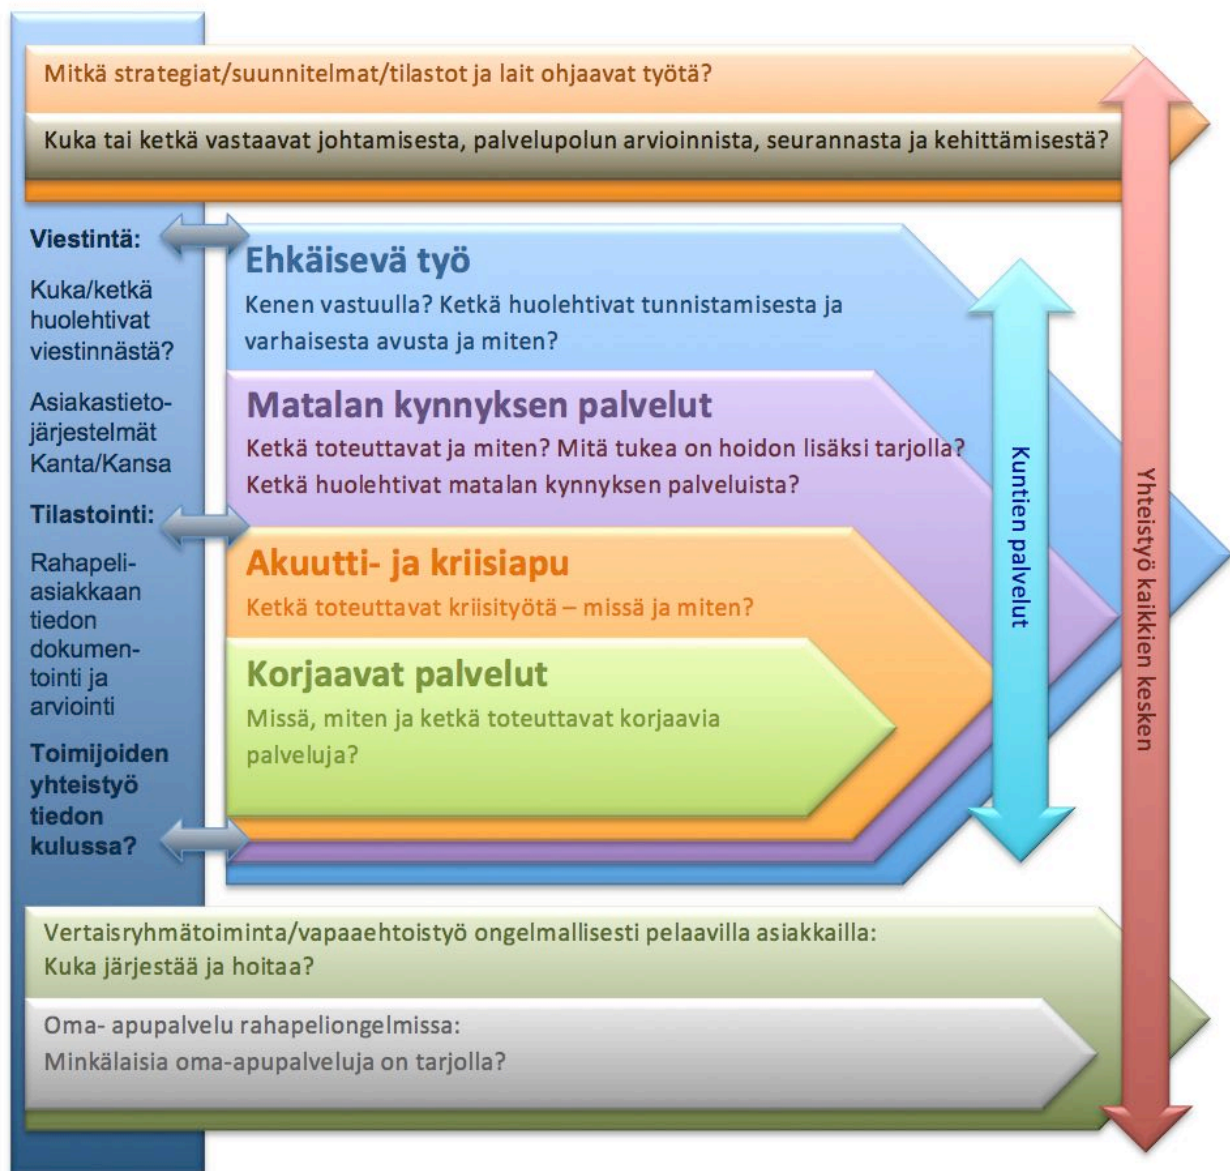 Mitkä strategiat/suunnitelmat/tilastot ja lait ohjaavat työtä?
Kuka tai ketkä vastaavat johtamisesta, palvelupolun arvioinnista, seurannasta ja kehittämisestä?
Viestintä:
Kuka/ketkä
huolehtivat
viestinnästä?
Asiakastieto-
järjestelmät
Kanta/Kansa
Tilastointi:
Rahapeli-
asiakkaan
tiedon
dokumen-
tointi ja
arviointi
Toimijoiden
yhteistyö
tiedon
kulussa?
Ehkäisevä työ
Kenen vastuulla? Ketkä huolehtivat tunnistamisesta ja
varhaisesta avusta ja miten?
Matalan kynnyksen palvelut
Ketkä toteuttavat ja miten? Mitä tukea on hoidon lisäksi tarjolla?
Ketkä huolehtivat matalan kynnyksen palveluista?
Akuutti- ja kriisiapu
Ketkä toteuttavat kriisityötä – missä ja miten?
Korjaavat palvelut
Missä, miten ja ketkä toteuttavat korjaavia
palveluja?
Kuntien palvelut
Yhteistyö kaikkien kesken
Vertaisryhmätoiminta/vapaaehtoistyö ongelmallisesti pelaavilla asiakkailla:
Kuka järjestää ja hoitaa?
Oma- apupalvelu rahapeliongelmissa:
Minkälaisia oma-apupalveluja on tarjolla?